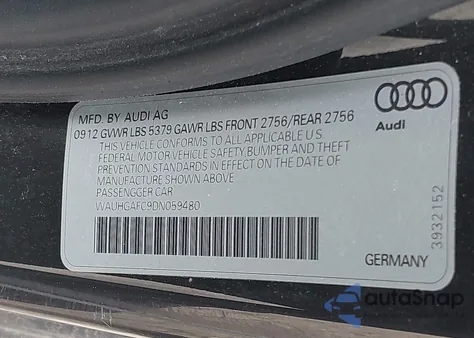 MFD. BY AUDI AG
0912 GVWR LBS 5379 GAWR LBS FRONT 2756/REAR 2756
THIS VEHICLE CONFORMS TO ALL APPLICABLE U.S.
FEDERAL MOTOR VEHICLE SAFETY, BUMPER AND THEFT
PREVENTION STANDARDS IN EFFECT ON THE DATE OF
MANUFACTURE SHOWN ABOVE.
PASSENGER CAR
WAUHGAFC9DN059480
Audi
3932152
GERMANY
autoSnap